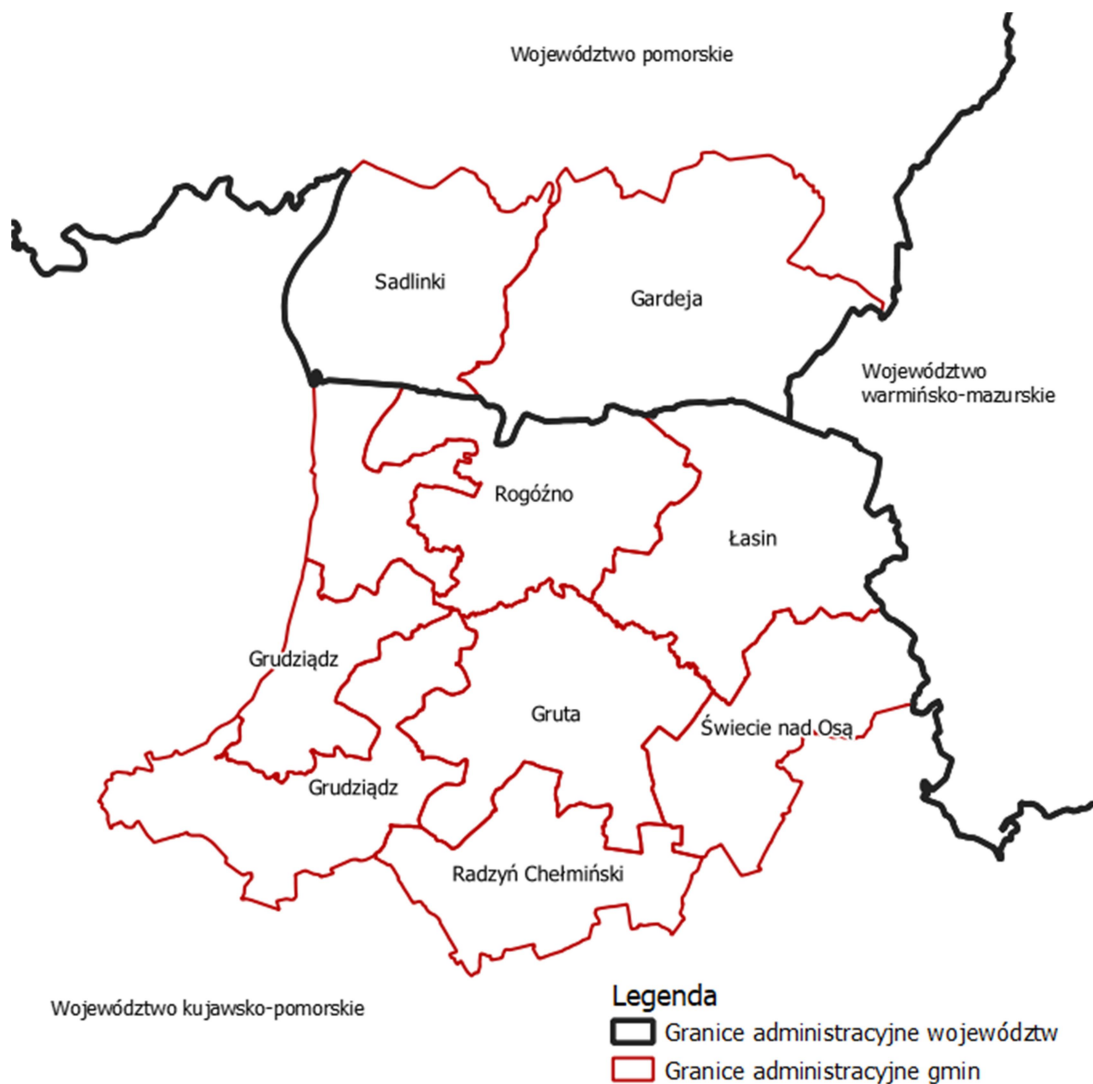 Województwo pomorskie
Sadlinki
Gardeja
Województwo
warmińsko-mazurskie
Rogóźno
Łasin
Grudziądz
Gruta
Świecie nad Osą
Grudziądz
Radzyń Chełmiński
Województwo kujawsko-pomorskie
Legenda
Granice administracyjne województw
Granice administracyjne gmin